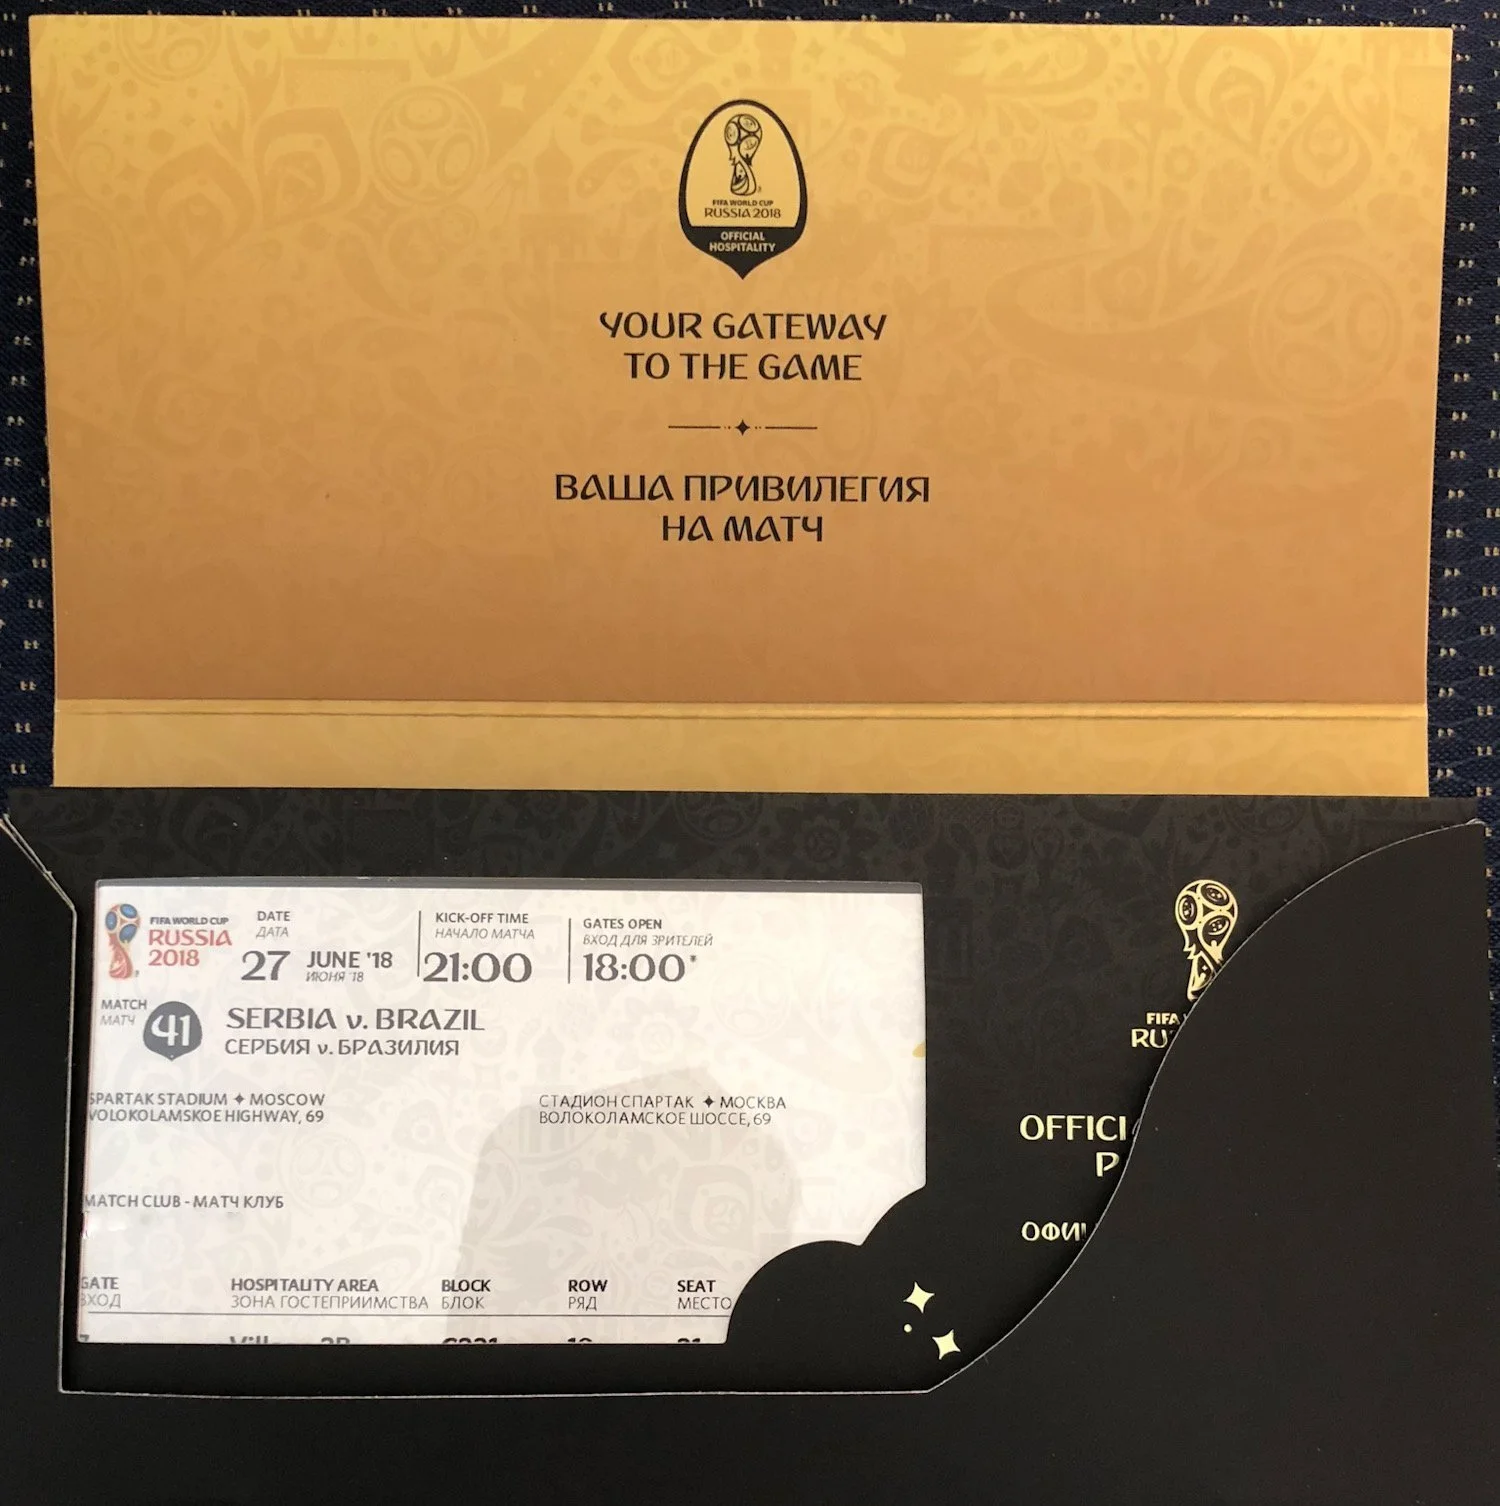 FIFA WORLD CUP
RUSSIA 2018
OFFICIAL
HOSPITALITY
YOUR GATEWAY
TO THE GAME
ВАША ПРИВИЛЕГИЯ
НА МАТЧ
FIFA WORLD CUP
RUSSIA
2018
DATE
ДАТА
27 JUNE '18
ИЮНЯ '18
KICK-OFF TIME
НАЧАЛО МАТЧА
21:00
GATES OPEN
ВХОД ДЛЯ ЗРИТЕЛЕЙ
18:00*
MATCH
МАТЧ
41
SERBIA v. BRAZIL
СЕРБИЯ v. БРАЗИЛИЯ
SPARTAK STADIUM ✦ MOSCOW
VOLOKOLAMSKOE HIGHWAY, 69
СТАДИОН СПАРТАК ✦ МОСКВА
ВОЛОКОЛАМСКОЕ ШОССЕ, 69
MATCH CLUB - МАТЧ КЛУБ
GATE
ВХОД
HOSPITALITY AREA
ЗОНА ГОСТЕПРИИМСТВА
BLOCK
БЛОК
ROW
РЯД
SEAT
МЕСТО
FIFA
RU
OFFICI
P
ОФИ